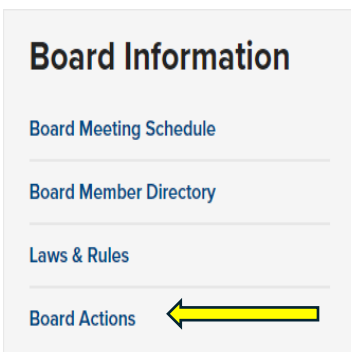 Board Information
Board Meeting Schedule
Board Member Directory
Laws & Rules
Board Actions